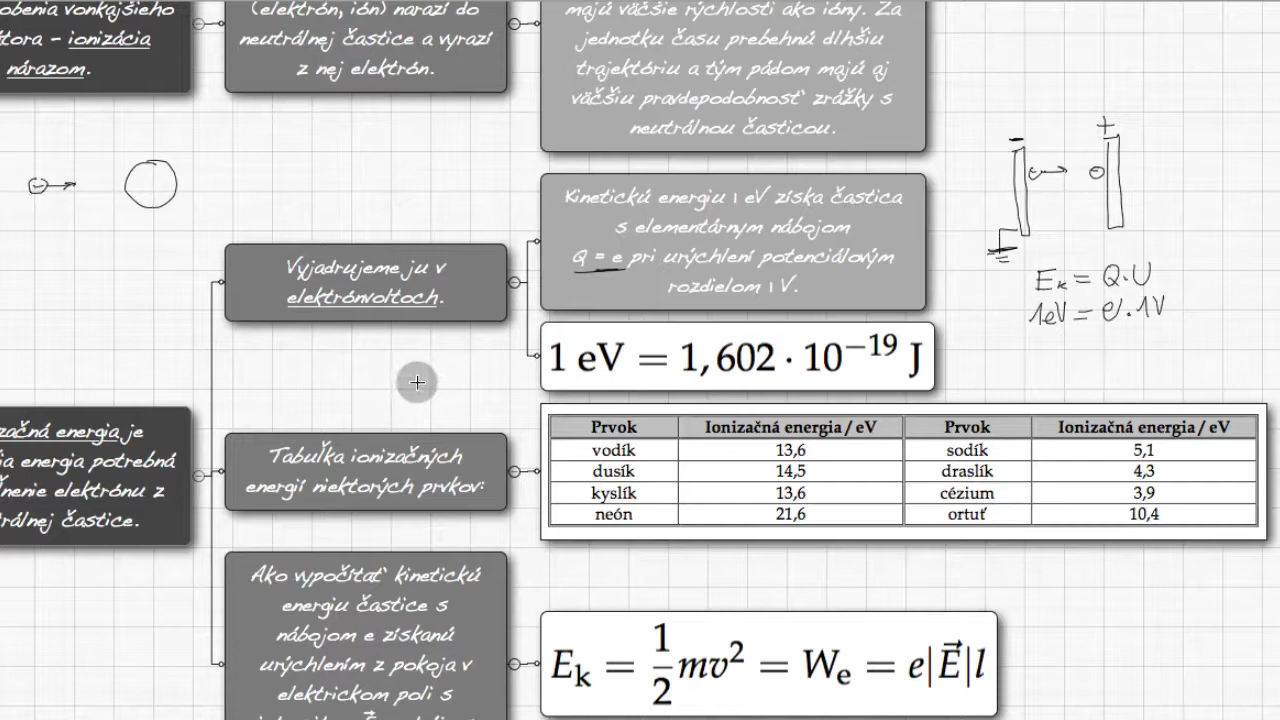 obenia vonkajšieho
tora – ionizácia
nárazom.
(elektrón, ión) narazí do
neutrálnej častice a vyrazí
z nej elektrón.
majú väčšie rýchlosti ako ióny. Za
jednotku času prebehnú dlhšiu
trajektóriu a tým pádom majú aj
väčšiu pravdepodobnosť zrážky s
neutrálnou časticou.
Vyjadrujeme ju v
elektrónvoltoch.
Kinetickú energiu 1 eV získa častica
s elementárnym nábojom
Q = e pri urýchlení potenciálovým
rozdielom 1 V.
1 eV = 1,602 · 10⁻¹⁹ J
- +
E_k = Q.U
1eV = e.1V
začná energia je
ia energia potrebná
nenie elektrónu z
trálnej častice.
Tabuľka ionizačných
energií niektorých prvkov:
Prvok Ionizačná energia / eV Prvok Ionizačná energia / eV
vodík 13,6 sodík 5,1
dusík 14,5 draslík 4,3
kyslík 13,6 cézium 3,9
neón 21,6 ortuť 10,4
Ako vypočítať kinetickú
energiu častice s
nábojom e získanú
urýchlením z pokoja v
elektrickom poli s
E_k = 1/2 mv² = W_e = e|E⃗|l